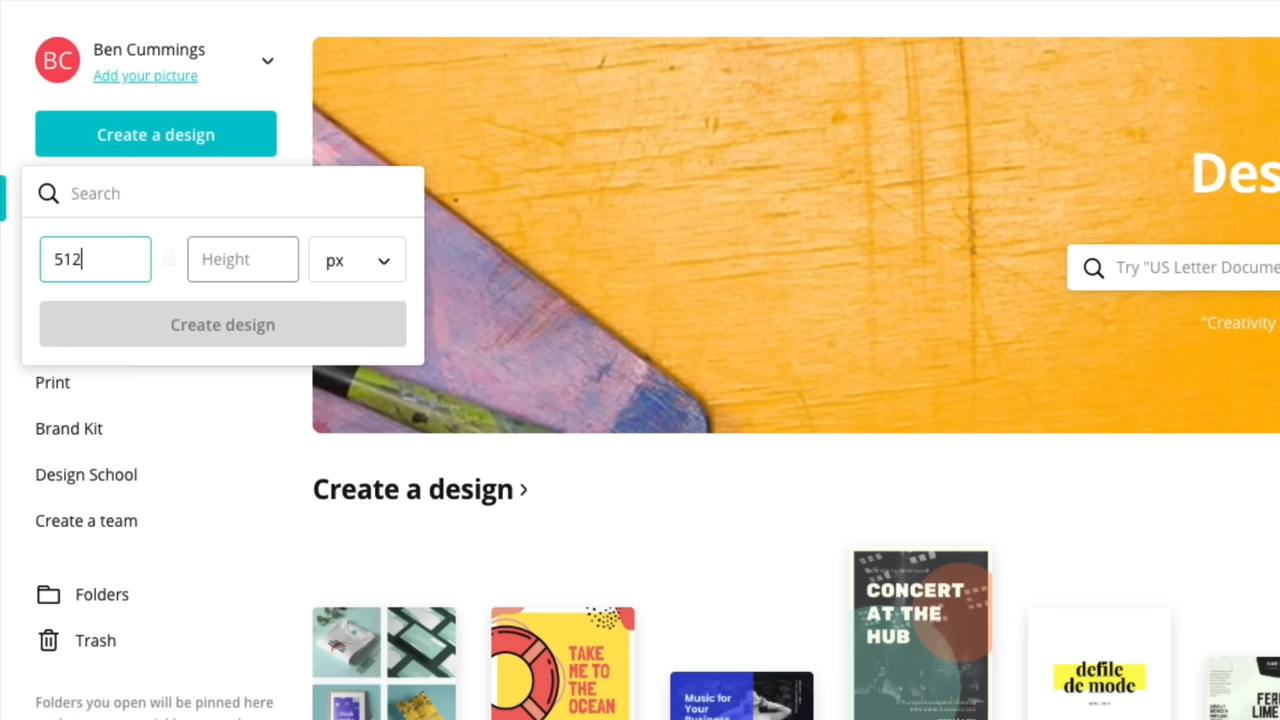 BC
Ben Cummings
Add your picture
Create a design
Search
512
Height
px
Create design
Print
Brand Kit
Design School
Create a team
Folders
Trash
Folders you open will be pinned here
Des
Try "US Letter Docume
"Creativity
Create a design ›
TAKE
ME TO
THE
OCEAN
Music for
Your
CONCERT
AT THE
HUB
defile
de mode